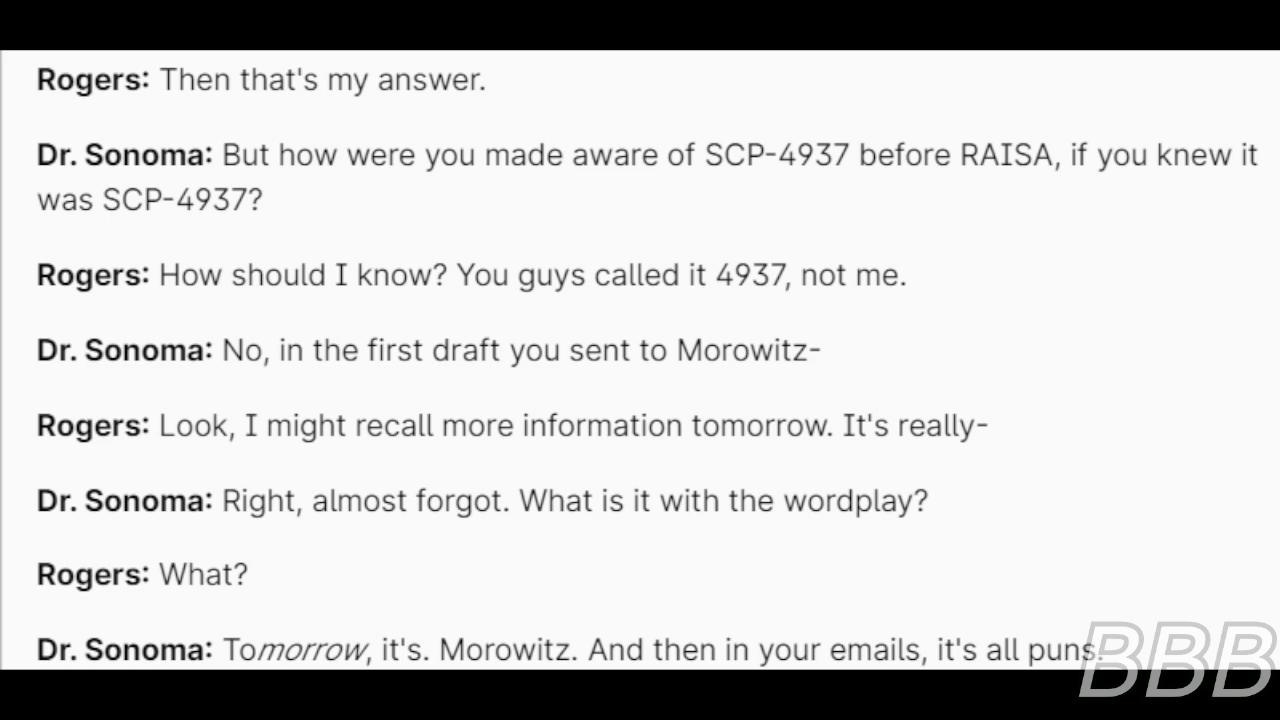 Rogers: Then that's my answer.
Dr. Sonoma: But how were you made aware of SCP-4937 before RAISA, if you knew it
was SCP-4937?
Rogers: How should I know? You guys called it 4937, not me.
Dr. Sonoma: No, in the first draft you sent to Morowitz-
Rogers: Look, I might recall more information tomorrow. It's really-
Dr. Sonoma: Right, almost forgot. What is it with the wordplay?
Rogers: What?
Dr. Sonoma: Tomorrow, it's. Morowitz. And then in your emails, it's all puns.
BBB